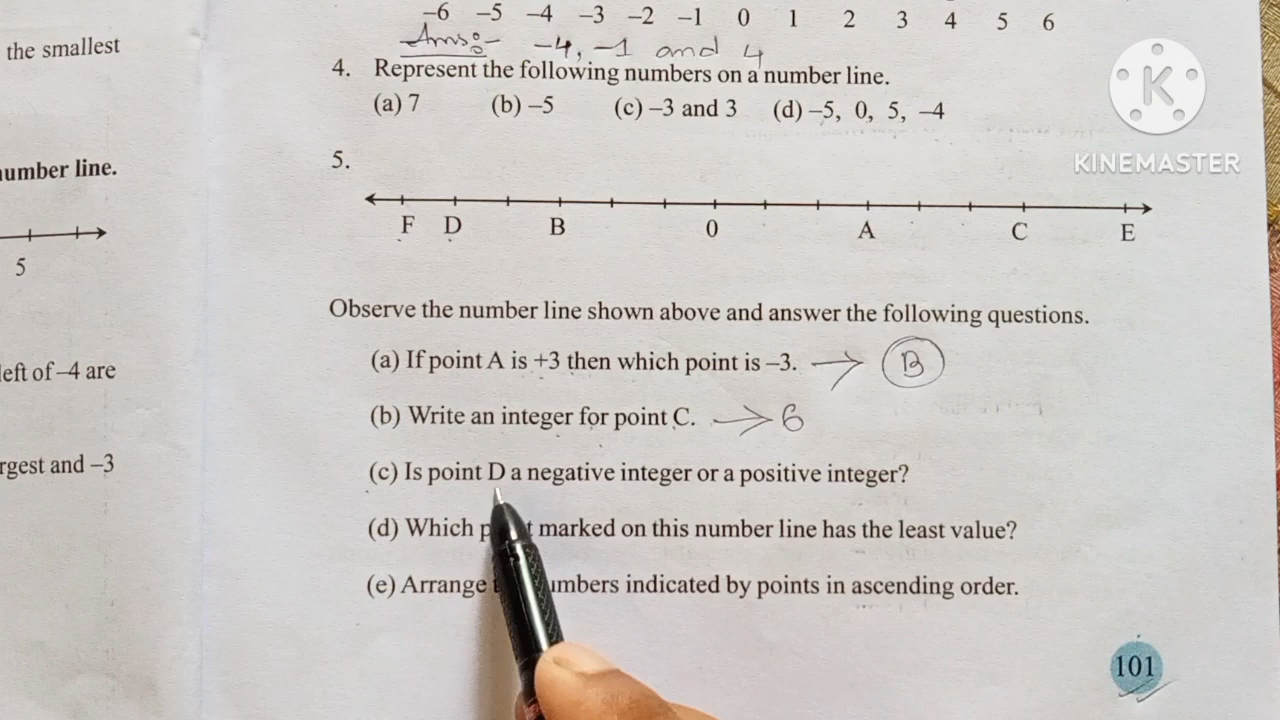 −6 −5 −4 −3 −2 −1 0 1 2 3 4 5 6
Ans:- −4, −1 and 4
the smallest
4. Represent the following numbers on a number line.
(a) 7 (b) −5 (c) −3 and 3 (d) −5, 0, 5, −4
KINEMASTER
number line.
5
5.
F D B 0 A C E
Observe the number line shown above and answer the following questions.
left of −4 are
(a) If point A is +3 then which point is −3. → B
(b) Write an integer for point C. → 6
rgest and −3
(c) Is point D a negative integer or a positive integer?
(d) Which marked on this number line has the least value?
(e) Arrange indicated by points in ascending order.
101